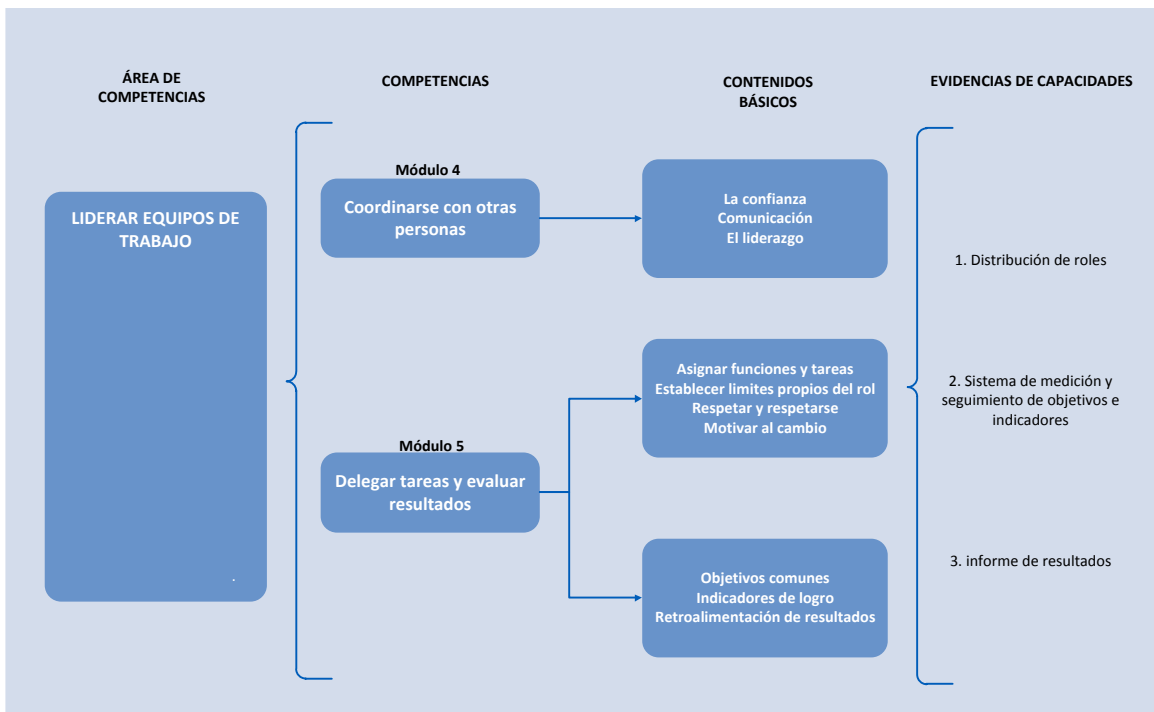 ÁREA DE
COMPETENCIAS
COMPETENCIAS
CONTENIDOS
BÁSICOS
EVIDENCIAS DE CAPACIDADES
LIDERAR EQUIPOS DE
TRABAJO
.
Módulo 4
Coordinarse con otras
personas
La confianza
Comunicación
El liderazgo
Módulo 5
Delegar tareas y evaluar
resultados
Asignar funciones y tareas
Establecer limites propios del rol
Respetar y respetarse
Motivar al cambio
Objetivos comunes
Indicadores de logro
Retroalimentación de resultados
1. Distribución de roles
2. Sistema de medición y
seguimiento de objetivos e
indicadores
3. informe de resultados